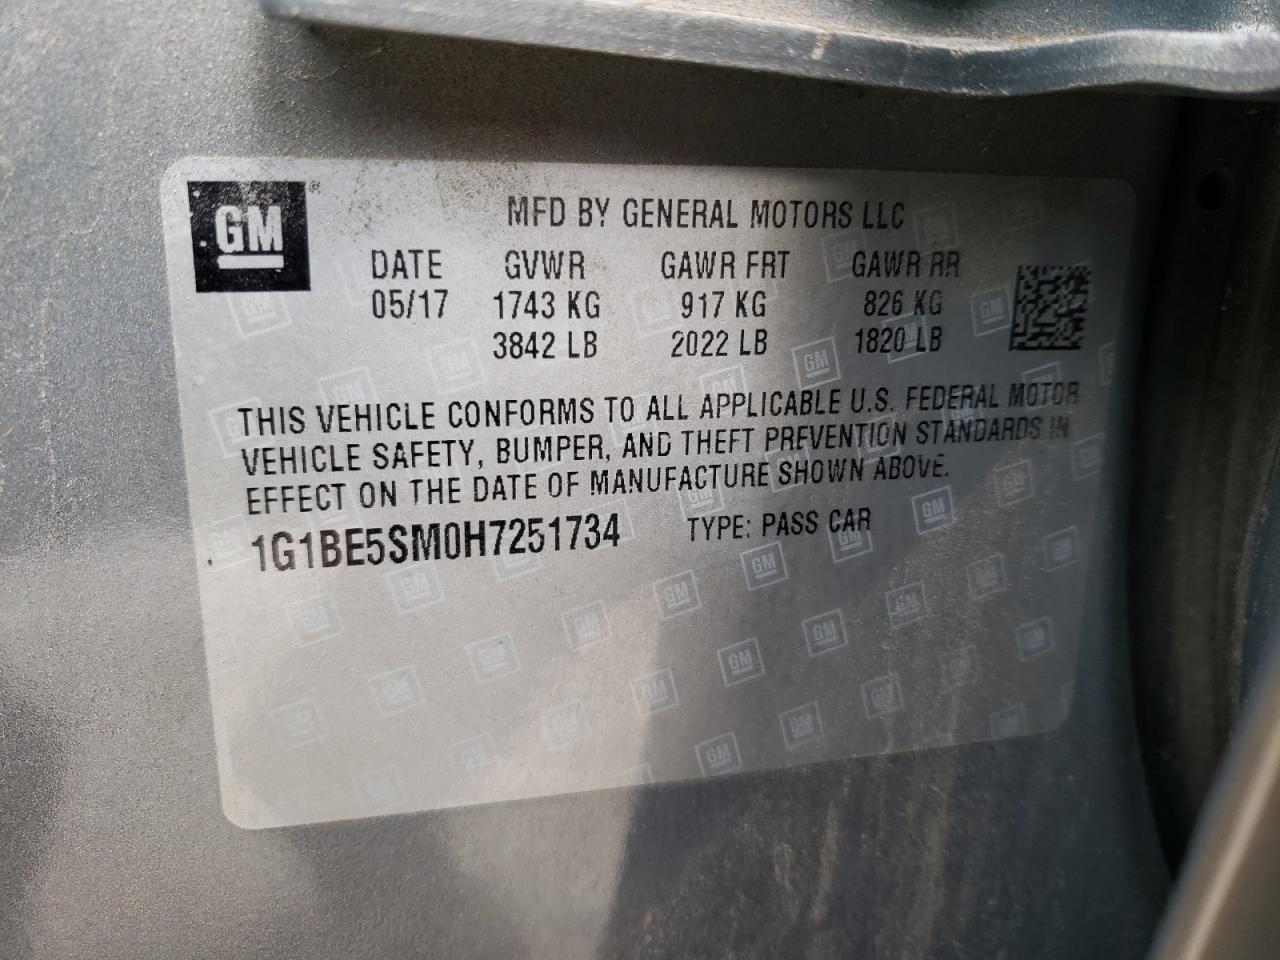 GM ®
MFD BY GENERAL MOTORS LLC
DATE GVWR GAWR FRT GAWR RR
05/17 1743 KG 917 KG 826 KG
3842 LB 2022 LB 1820 LB
THIS VEHICLE CONFORMS TO ALL APPLICABLE U.S. FEDERAL MOTOR
VEHICLE SAFETY, BUMPER, AND THEFT PREVENTION STANDARDS IN
EFFECT ON THE DATE OF MANUFACTURE SHOWN ABOVE.
1G1BE5SM0H7251734 TYPE: PASS CAR